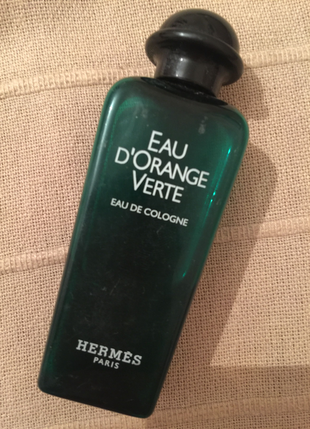 EAU
D'ORANGE
VERTE
EAU DE COLOGNE
HERMÈS
PARIS